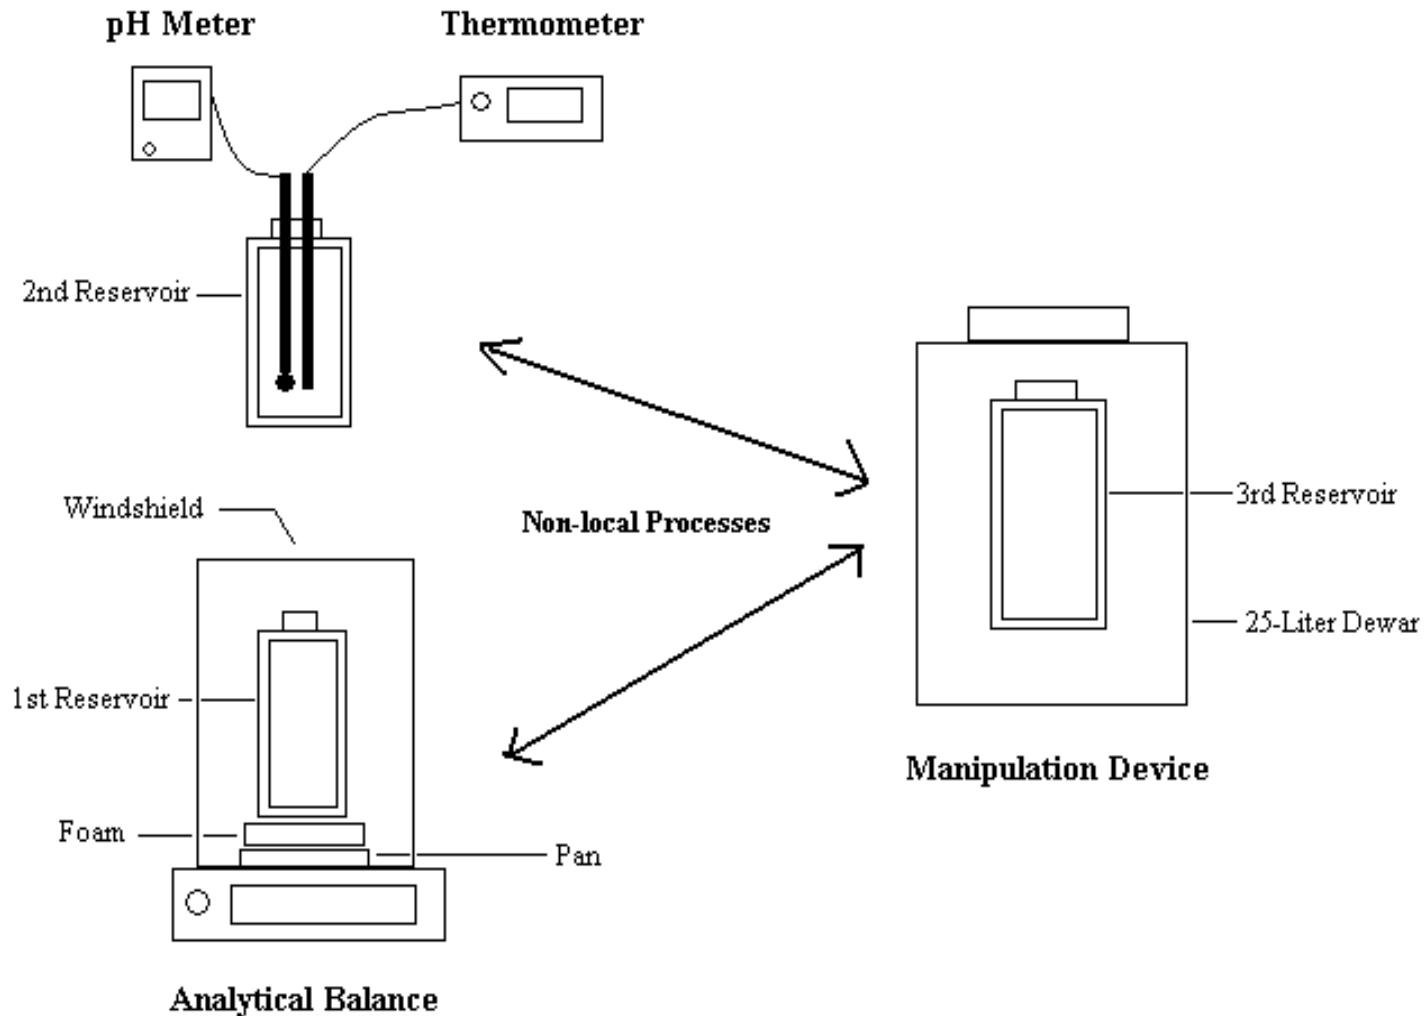 pH Meter
Thermometer
2nd Reservoir
Windshield
Non-local Processes
3rd Reservoir
25-Liter Dewar
1st Reservoir
Manipulation Device
Foam
Pan
Analytical Balance